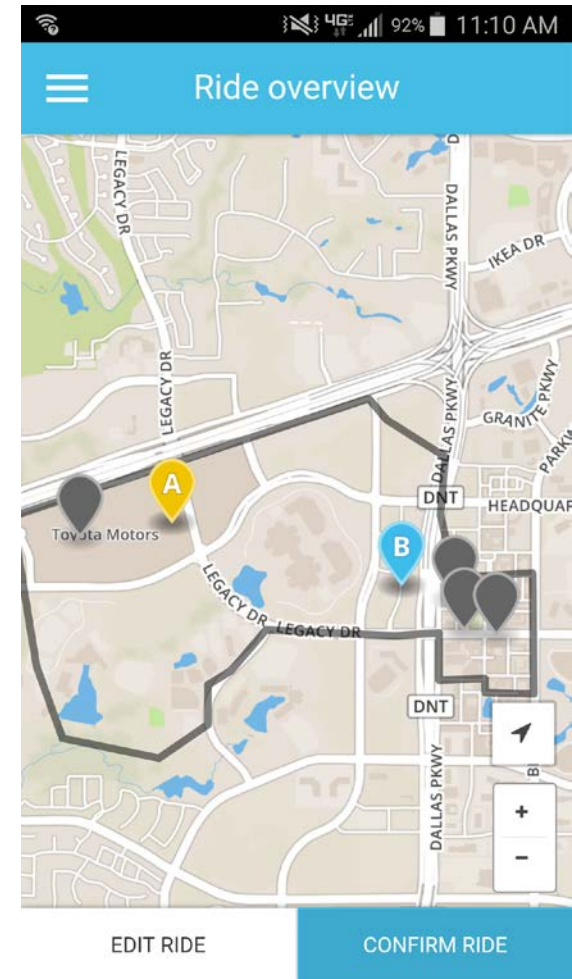 4G
92%
11:10 AM
Ride overview
LEGACY DR
DALLAS PKWY
IKEA DR
LEGACY DR
GRANITE PKWY
DALLAS PKWY
A
DNT
HEADQUAR
Toyota Motors
B
LEGACY DR
LEGACY DR
DNT
DALLAS PKWY
+
-
EDIT RIDE
CONFIRM RIDE